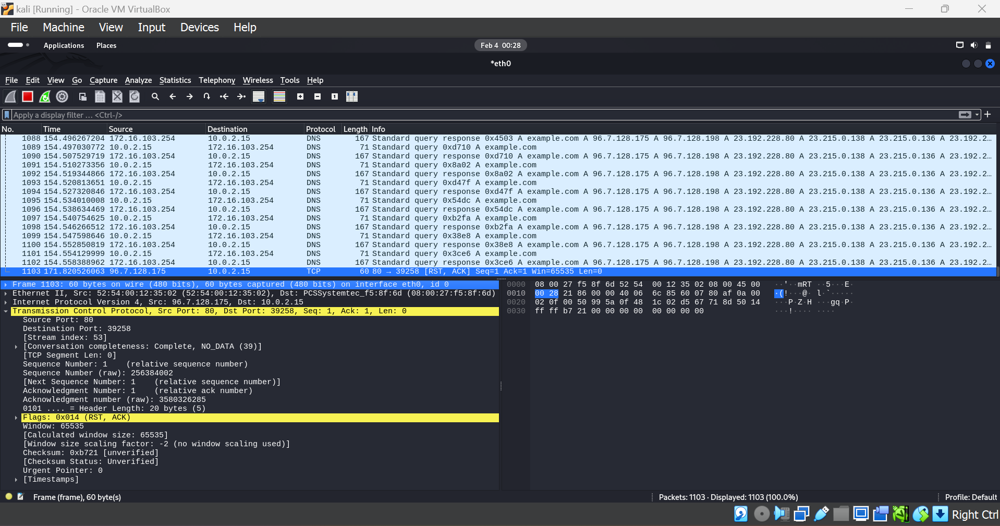 kali [Running] - Oracle VM VirtualBox
File Machine View Input Devices Help
Applications Places Feb 4 00:28
*eth0
File Edit View Go Capture Analyze Statistics Telephony Wireless Tools Help
Apply a display filter … <Ctrl-/>
No. Time Source Destination Protocol Length Info
1088 154.496267204 172.16.103.254 10.0.2.15 DNS 167 Standard query response 0x4503 A example.com A 96.7.128.175 A 96.7.128.198 A 23.192.228.80 A 23.215.0.138 A 23.215.0.136 A 23.192.2…
1089 154.497030772 10.0.2.15 172.16.103.254 DNS 71 Standard query 0xd710 A example.com
1090 154.507529719 172.16.103.254 10.0.2.15 DNS 167 Standard query response 0xd710 A example.com A 96.7.128.175 A 96.7.128.198 A 23.192.228.80 A 23.215.0.138 A 23.215.0.136 A 23.192.2…
1091 154.510273356 10.0.2.15 172.16.103.254 DNS 71 Standard query 0x8a02 A example.com
1092 154.519344866 172.16.103.254 10.0.2.15 DNS 167 Standard query response 0x8a02 A example.com A 96.7.128.175 A 96.7.128.198 A 23.192.228.80 A 23.215.0.138 A 23.215.0.136 A 23.192.2…
1093 154.520813651 10.0.2.15 172.16.103.254 DNS 71 Standard query 0xd47f A example.com
1094 154.527320846 172.16.103.254 10.0.2.15 DNS 167 Standard query response 0xd47f A example.com A 96.7.128.175 A 96.7.128.198 A 23.192.228.80 A 23.215.0.138 A 23.215.0.136 A 23.192.2…
1095 154.534010008 10.0.2.15 172.16.103.254 DNS 71 Standard query 0x54dc A example.com
1096 154.538634469 172.16.103.254 10.0.2.15 DNS 167 Standard query response 0x54dc A example.com A 96.7.128.175 A 96.7.128.198 A 23.192.228.80 A 23.215.0.138 A 23.215.0.136 A 23.192.2…
1097 154.540754625 10.0.2.15 172.16.103.254 DNS 71 Standard query 0xb2fa A example.com
1098 154.546266512 172.16.103.254 10.0.2.15 DNS 167 Standard query response 0xb2fa A example.com A 96.7.128.175 A 96.7.128.198 A 23.192.228.80 A 23.215.0.138 A 23.215.0.136 A 23.192.2…
1099 154.547598646 10.0.2.15 172.16.103.254 DNS 71 Standard query 0x38e8 A example.com
1100 154.552850819 172.16.103.254 10.0.2.15 DNS 167 Standard query response 0x38e8 A example.com A 96.7.128.175 A 96.7.128.198 A 23.192.228.80 A 23.215.0.138 A 23.215.0.136 A 23.192.2…
1101 154.554129999 10.0.2.15 172.16.103.254 DNS 71 Standard query 0x3ce6 A example.com
1102 154.558388962 172.16.103.254 10.0.2.15 DNS 167 Standard query response 0x3ce6 A example.com A 96.7.128.175 A 96.7.128.198 A 23.192.228.80 A 23.215.0.138 A 23.215.0.136 A 23.192.2…
1103 171.820526063 96.7.128.175 10.0.2.15 TCP 60 80 → 39258 [RST, ACK] Seq=1 Ack=1 Win=65535 Len=0
Frame 1103: 60 bytes on wire (480 bits), 60 bytes captured (480 bits) on interface eth0, id 0
Ethernet II, Src: 52:54:00:12:35:02 (52:54:00:12:35:02), Dst: PCSSystemtec_f5:8f:6d (08:00:27:f5:8f:6d)
Internet Protocol Version 4, Src: 96.7.128.175, Dst: 10.0.2.15
Transmission Control Protocol, Src Port: 80, Dst Port: 39258, Seq: 1, Ack: 1, Len: 0
Source Port: 80
Destination Port: 39258
[Stream index: 53]
[Conversation completeness: Complete, NO_DATA (39)]
[TCP Segment Len: 0]
Sequence Number: 1 (relative sequence number)
Sequence Number (raw): 256384002
[Next Sequence Number: 1 (relative sequence number)]
Acknowledgment Number: 1 (relative ack number)
Acknowledgment number (raw): 3580326285
0101 .... = Header Length: 20 bytes (5)
Flags: 0x014 (RST, ACK)
Window: 65535
[Calculated window size: 65535]
[Window size scaling factor: -2 (no window scaling used)]
Checksum: 0xb721 [unverified]
[Checksum Status: Unverified]
Urgent Pointer: 0
[Timestamps]
0000 08 00 27 f5 8f 6d 52 54 00 12 35 02 08 00 45 00 ··'··mRT ··5···E·
0010 00 28 21 86 00 00 40 06 6c 85 60 07 80 af 0a 00 ·(!···@· l·`·····
0020 02 0f 00 50 99 5a 0f 48 1c 02 d5 67 71 8d 50 14 ···P·Z·H ···gq·P·
0030 ff ff b7 21 00 00 00 00 00 00 00 00 ···!···· ····
Frame (frame), 60 byte(s) Packets: 1103 · Displayed: 1103 (100.0%) Profile: Default
Right Ctrl